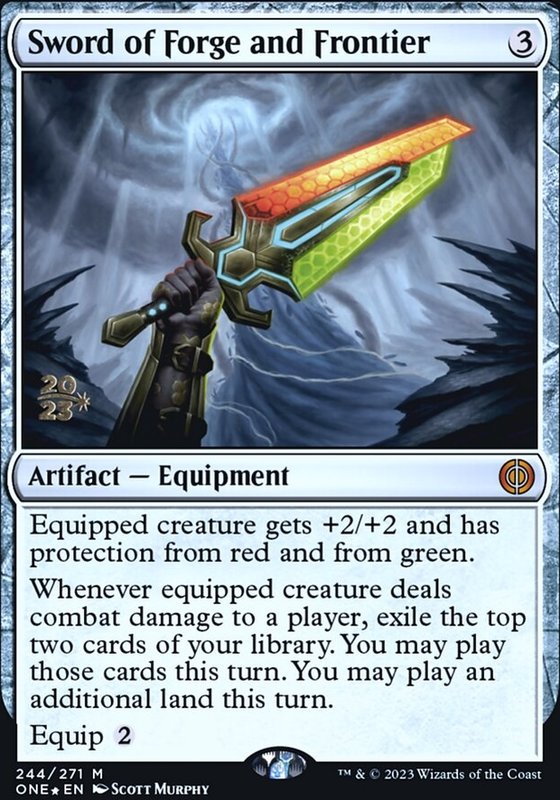 Sword of Forge and Frontier 3
20
23
Artifact — Equipment
Equipped creature gets +2/+2 and has
protection from red and from green.
Whenever equipped creature deals
combat damage to a player, exile the top
two cards of your library. You may play
those cards this turn. You may play an
additional land this turn.
Equip 2
244/271 M
ONE★EN Scott Murphy
™ & © 2023 Wizards of the Coast